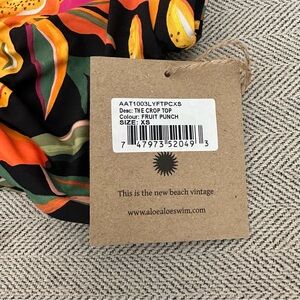 AAT1003LYFTPCXS
Desc: THE CROP TOP
Colour: FRUIT PUNCH
SIZE: XS
7 47973 52049 3
This is the new beach vintage
www.aloealoeswim.com